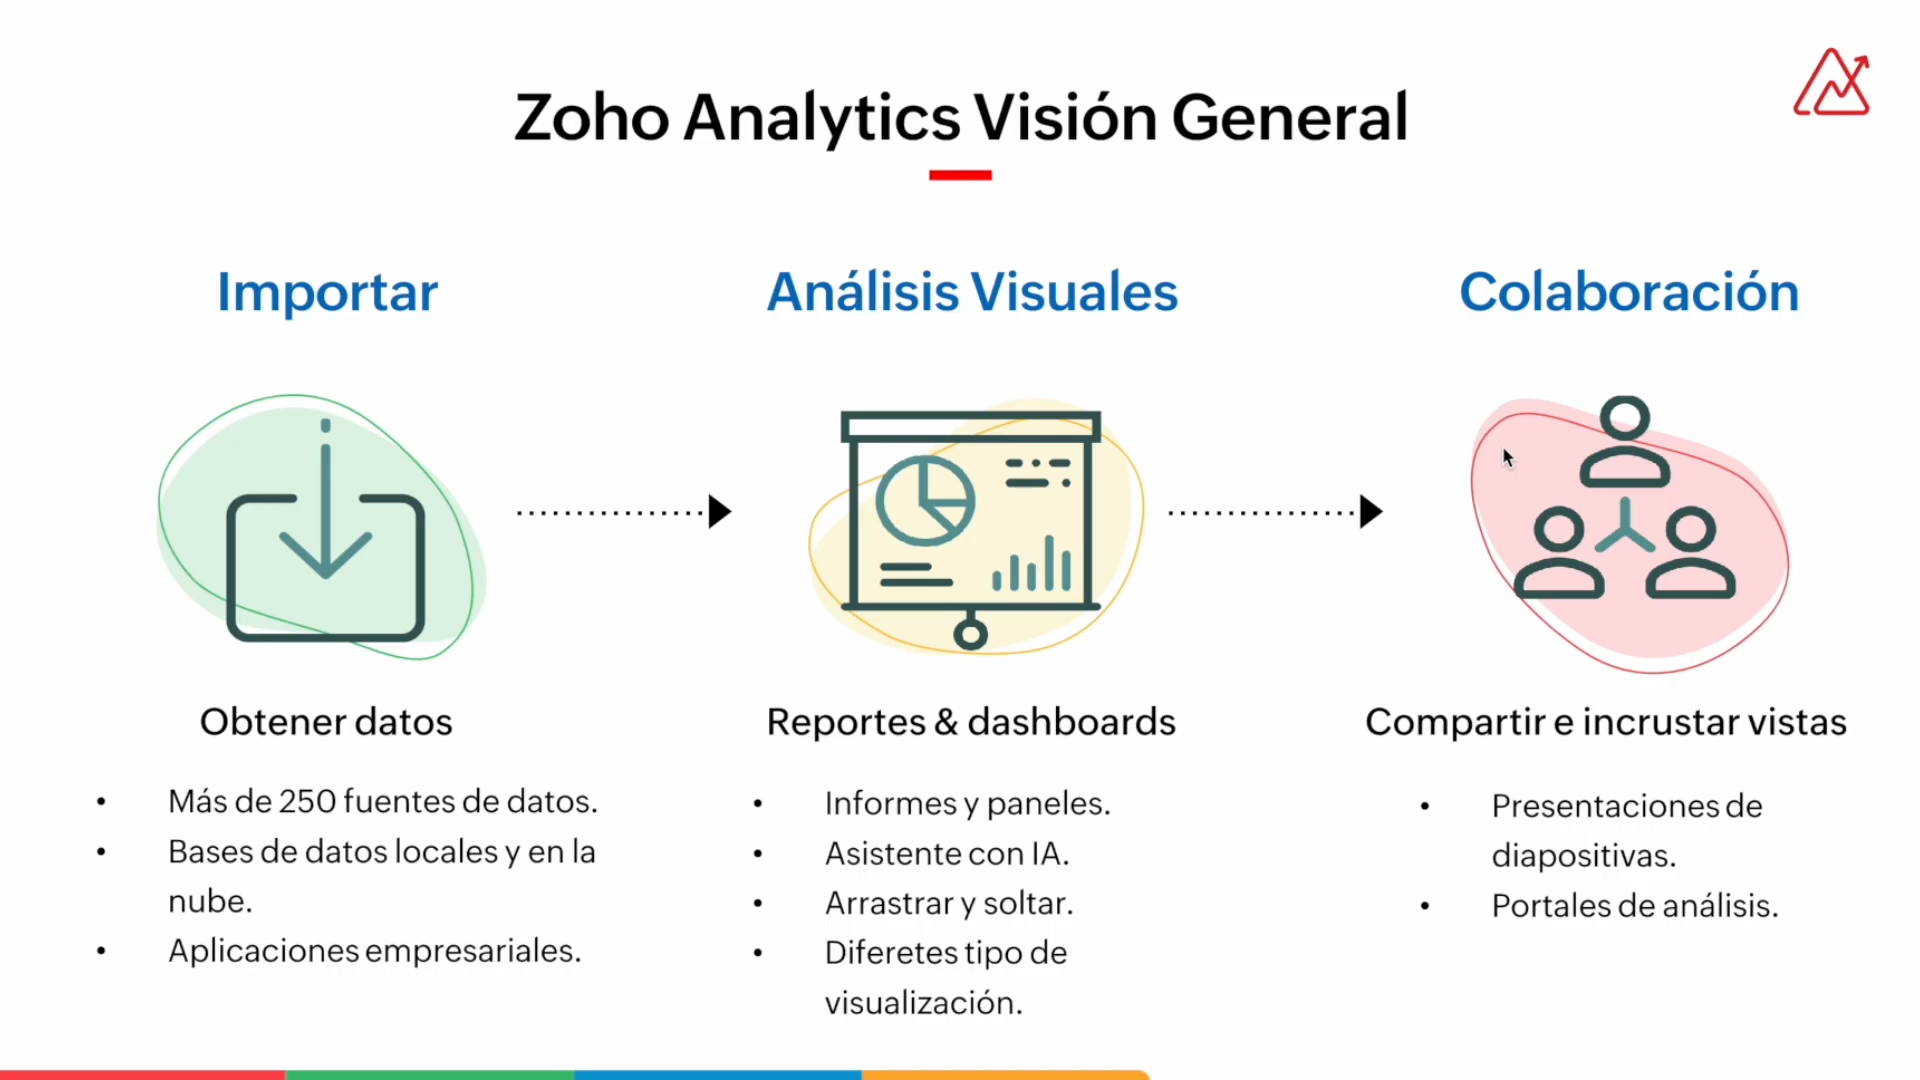 Zoho Analytics Visión General
Importar
Obtener datos
• Más de 250 fuentes de datos.
• Bases de datos locales y en la
nube.
• Aplicaciones empresariales.
Análisis Visuales
Reportes & dashboards
• Informes y paneles.
• Asistente con IA.
• Arrastrar y soltar.
• Diferetes tipo de
visualización.
Colaboración
Compartir e incrustar vistas
• Presentaciones de
diapositivas.
• Portales de análisis.